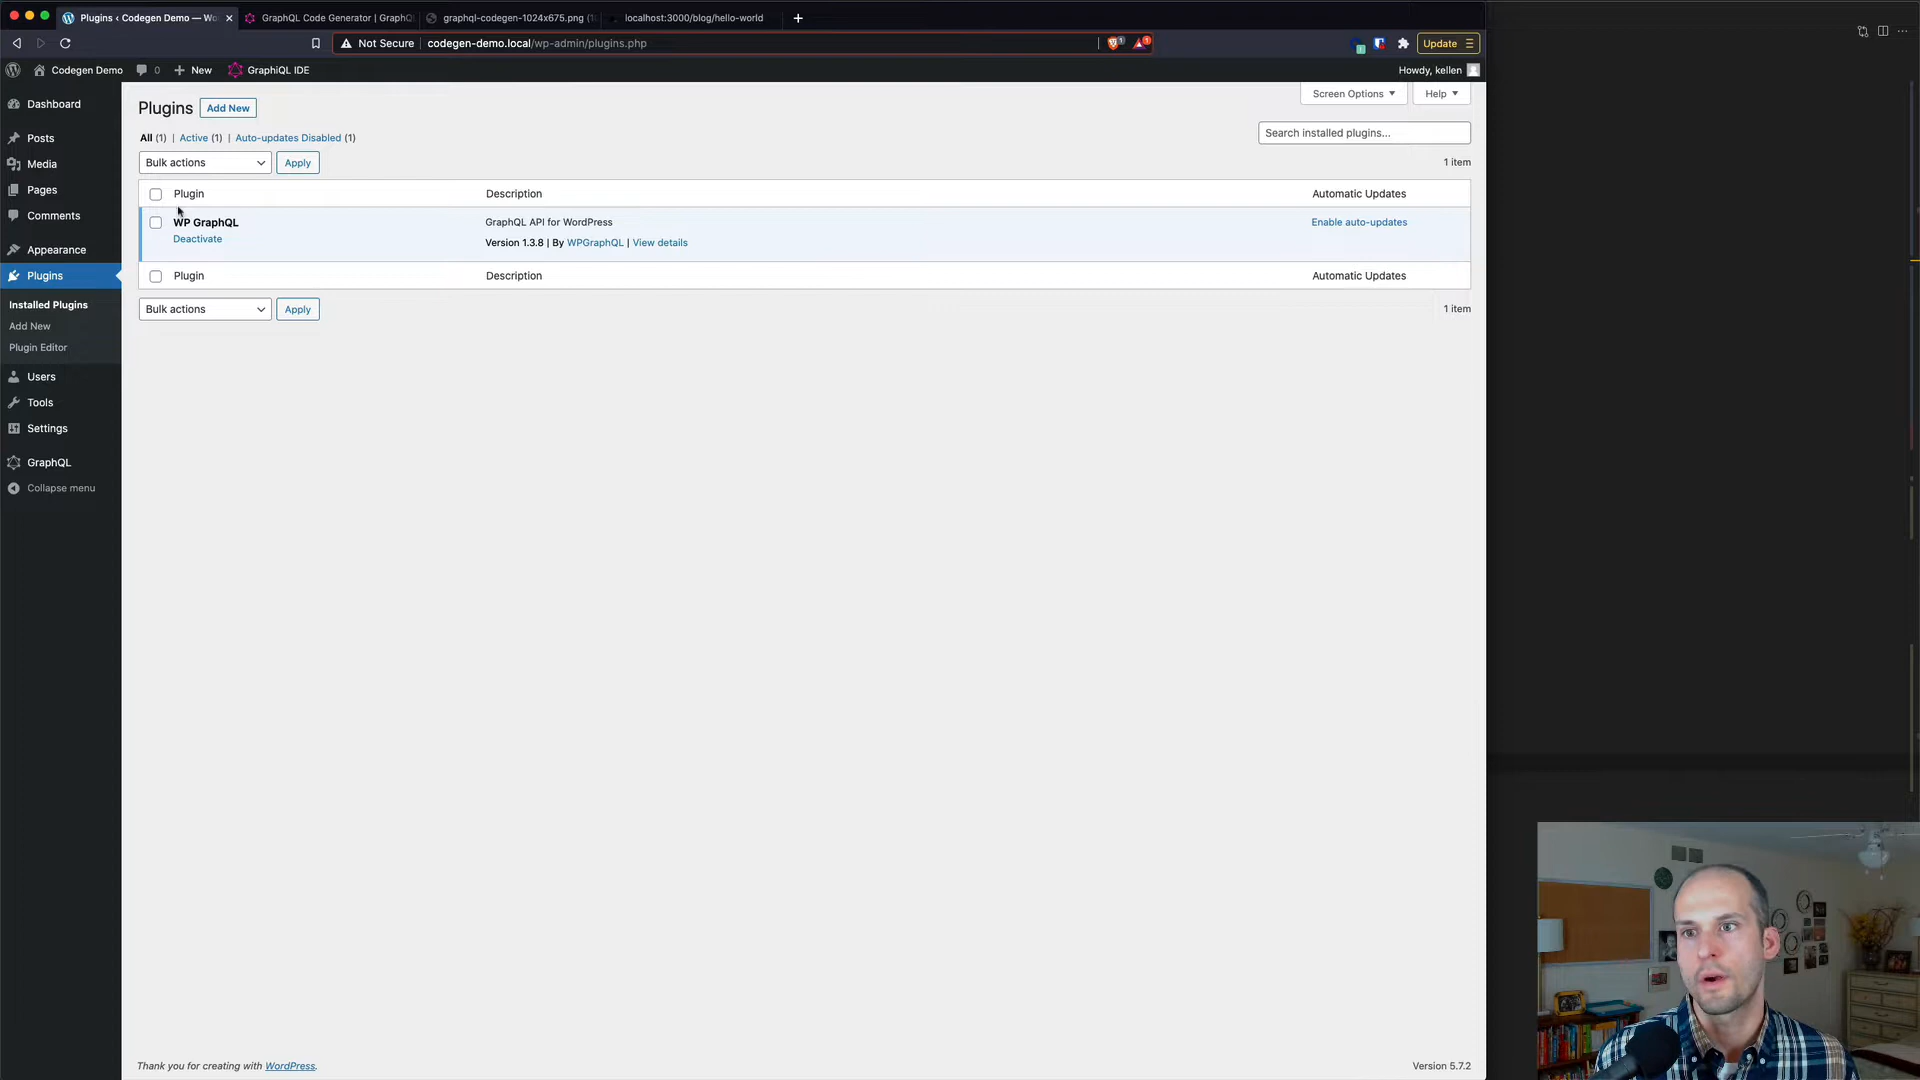 Plugins ‹ Codegen Demo — Wo
GraphQL Code Generator | GraphQ
graphql-codegen-1024x675.png (1
localhost:3000/blog/hello-world
Not Secure
codegen-demo.local/wp-admin/plugins.php
1
1
1
Update
Codegen Demo
0
New
GraphiQL IDE
Howdy, kellen
Dashboard
Posts
Media
Pages
Comments
Appearance
Plugins
Installed Plugins
Add New
Plugin Editor
Users
Tools
Settings
GraphQL
Collapse menu
Screen Options
Help
Plugins
Add New
All (1) | Active (1) | Auto-updates Disabled (1)
Search installed plugins...
Bulk actions
Apply
1 item
Plugin
Description
Automatic Updates
WP GraphQL
GraphQL API for WordPress
Enable auto-updates
Deactivate
Version 1.3.8 | By WPGraphQL | View details
Plugin
Description
Automatic Updates
Bulk actions
Apply
1 item
Thank you for creating with WordPress.
Version 5.7.2